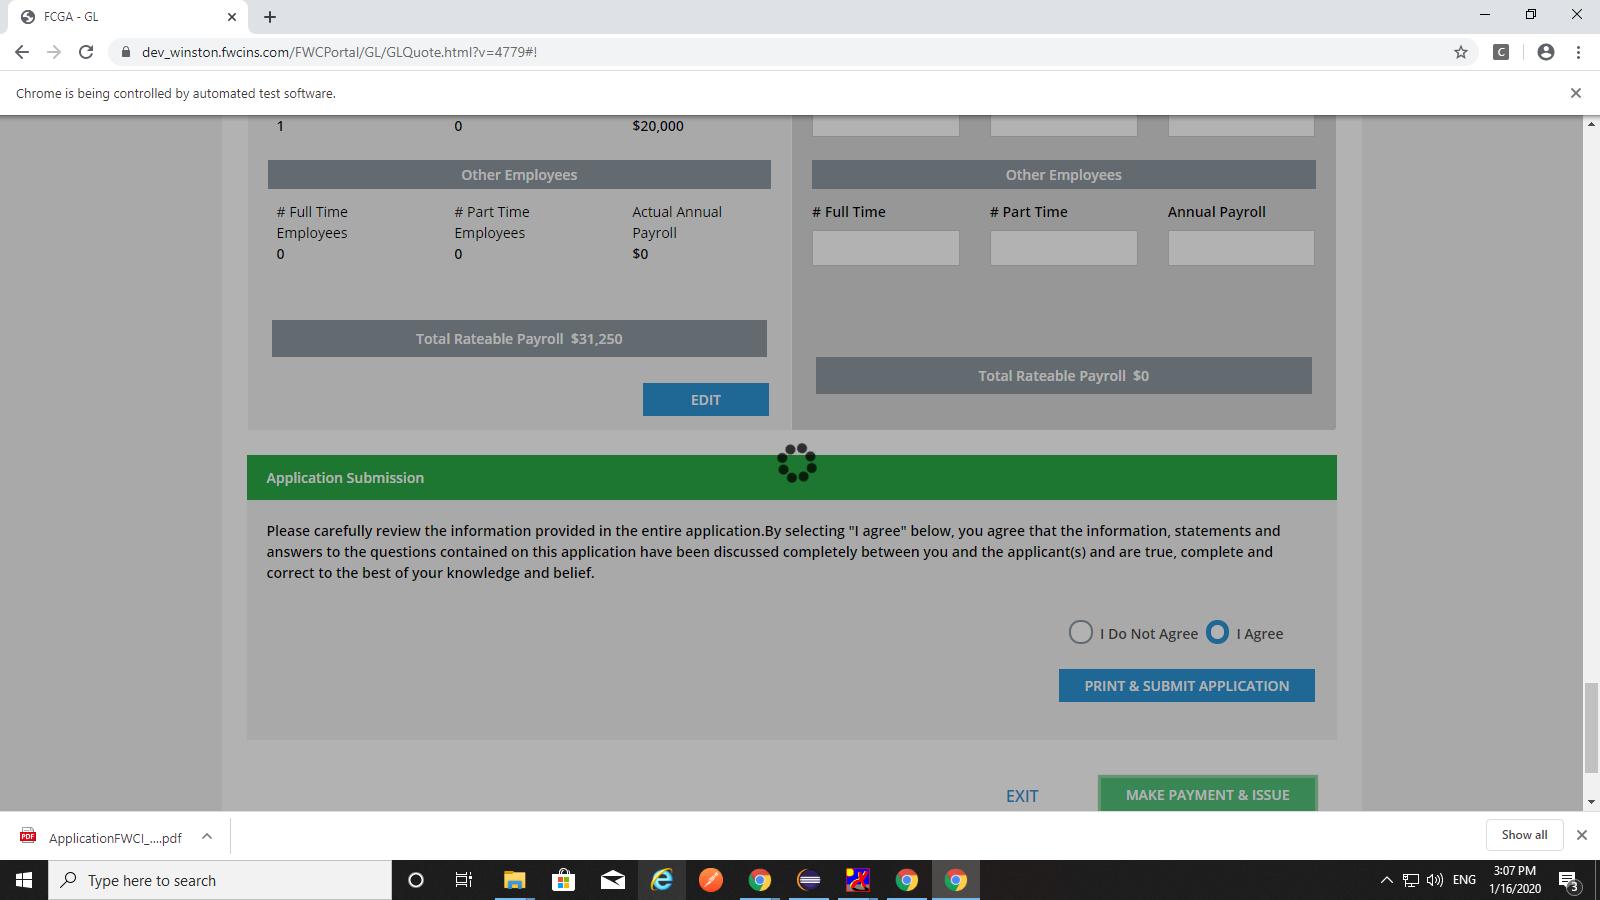 FCGA - GL
dev_winston.fwcins.com/FWCPortal/GL/GLQuote.html?v=4779#!
C
Chrome is being controlled by automated test software.
1 0 $20,000
Other Employees Other Employees
# Full Time # Part Time Actual Annual # Full Time # Part Time Annual Payroll
Employees Employees Payroll
0 0 $0
Total Rateable Payroll $31,250
Total Rateable Payroll $0
EDIT
Application Submission
Please carefully review the information provided in the entire application.By selecting "I agree" below, you agree that the information, statements and
answers to the questions contained on this application have been discussed completely between you and the applicant(s) and are true, complete and
correct to the best of your knowledge and belief.
I Do Not Agree I Agree
PRINT & SUBMIT APPLICATION
EXIT MAKE PAYMENT & ISSUE
PDF ApplicationFWCI_....pdf Show all
Type here to search ENG 3:07 PM
1/16/2020 3